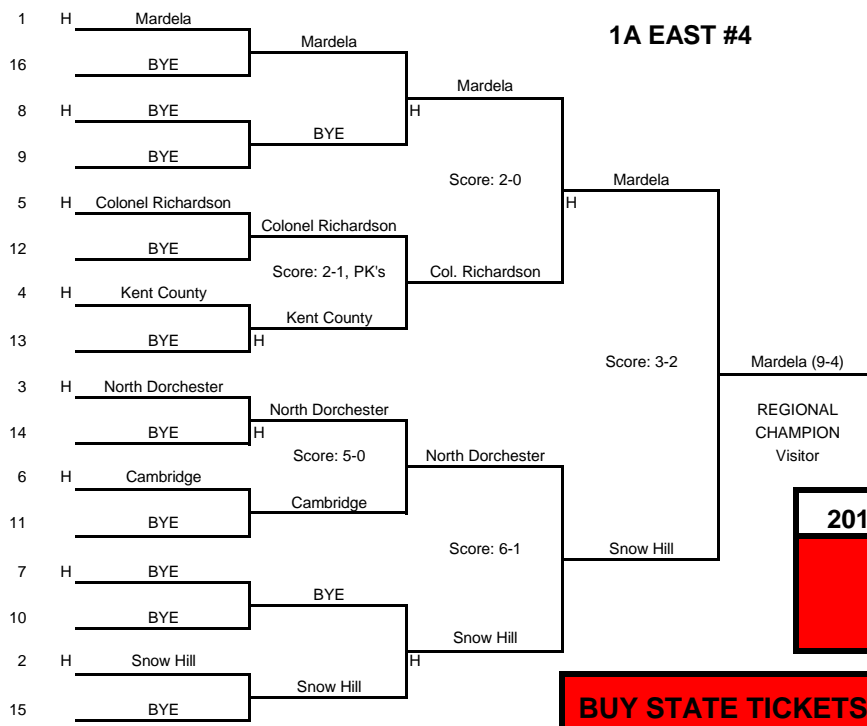 1 H Mardela
1A EAST #4
Mardela
16 BYE
Mardela
8 H BYE
H
BYE
9 BYE
Score: 2-0
Mardela
5 H Colonel Richardson
H
Colonel Richardson
12 BYE
Score: 2-1, PK's
Col. Richardson
4 H Kent County
Kent County
13 BYE
H
Score: 3-2
Mardela (9-4)
3 H North Dorchester
North Dorchester
REGIONAL
CHAMPION
Visitor
14 BYE
H
Score: 5-0
North Dorchester
6 H Cambridge
Cambridge
201
11 BYE
Score: 6-1
Snow Hill
7 H BYE
BYE
10 BYE
Snow Hill
2 H Snow Hill
H
Snow Hill
15 BYE
BUY STATE TICKETS